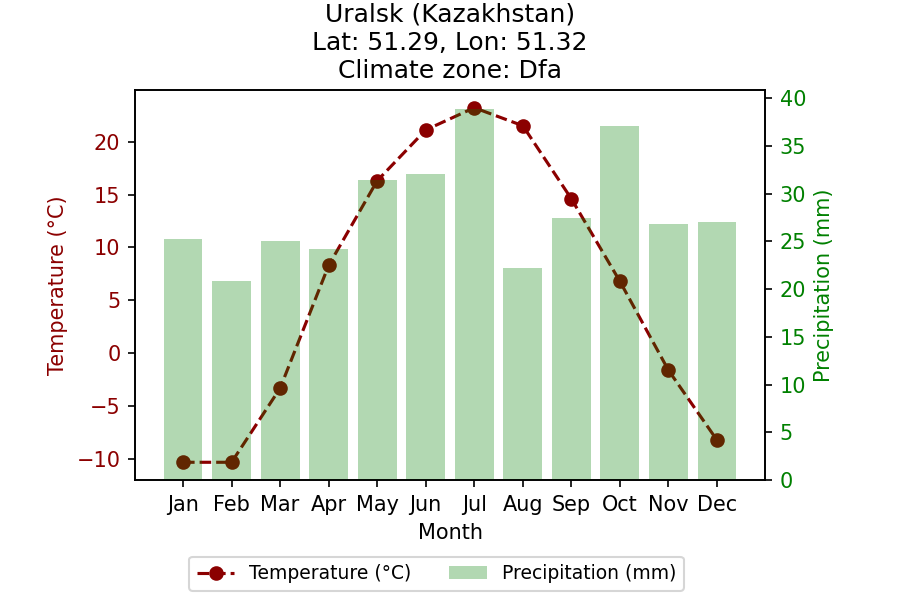 Uralsk (Kazakhstan)
Lat: 51.29, Lon: 51.32
Climate zone: Dfa
Temperature (°C)
20
15
10
5
0
−5
−10
40
35
30
25
20
15
10
5
0
Precipitation (mm)
Jan Feb Mar Apr May Jun Jul Aug Sep Oct Nov Dec
Month
Temperature (°C) Precipitation (mm)